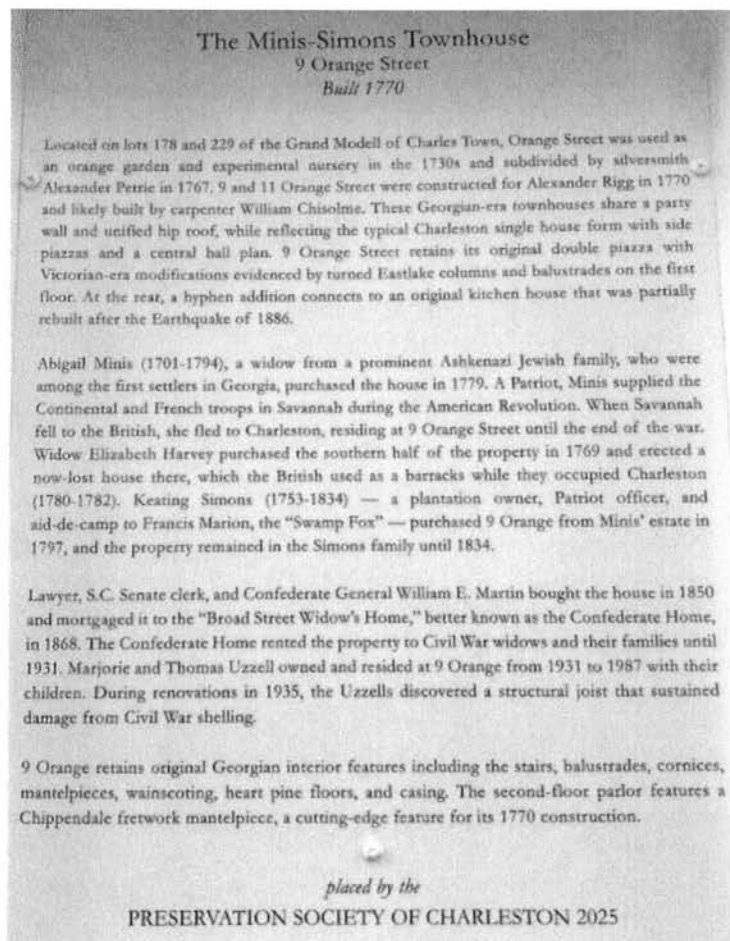 The Minis-Simons Townhouse
9 Orange Street
Built 1770
Located on lots 178 and 229 of the Grand Modell of Charles Town, Orange Street was used as
an orange garden and experimental nursery in the 1730s and subdivided by silversmith
Alexander Petrie in 1767. 9 and 11 Orange Street were constructed for Alexander Rigg in 1770
and likely built by carpenter William Chisolme. These Georgian-era townhouses share a party
wall and unified hip roof, while reflecting the typical Charleston single house form with side
piazzas and a central hall plan. 9 Orange Street retains its original double piazza with
Victorian-era modifications evidenced by turned Eastlake columns and balustrades on the first
floor. At the rear, a hyphen addition connects to an original kitchen house that was partially
rebuilt after the Earthquake of 1886.
Abigail Minis (1701-1794), a widow from a prominent Ashkenazi Jewish family, who were
among the first settlers in Georgia, purchased the house in 1779. A Patriot, Minis supplied the
Continental and French troops in Savannah during the American Revolution. When Savannah
fell to the British, she fled to Charleston, residing at 9 Orange Street until the end of the war.
Widow Elizabeth Harvey purchased the southern half of the property in 1769 and erected a
now-lost house there, which the British used as a barracks while they occupied Charleston
(1780-1782). Keating Simons (1753-1834) — a plantation owner, Patriot officer, and
aid-de-camp to Francis Marion, the “Swamp Fox” — purchased 9 Orange from Minis’ estate in
1797, and the property remained in the Simons family until 1834.
Lawyer, S.C. Senate clerk, and Confederate General William E. Martin bought the house in 1850
and mortgaged it to the “Broad Street Widow’s Home,” better known as the Confederate Home,
in 1868. The Confederate Home rented the property to Civil War widows and their families until
1931. Marjorie and Thomas Uzzell owned and resided at 9 Orange from 1931 to 1987 with their
children. During renovations in 1935, the Uzzells discovered a structural joist that sustained
damage from Civil War shelling.
9 Orange retains original Georgian interior features including the stairs, balustrades, cornices,
mantelpieces, wainscoting, heart pine floors, and casing. The second-floor parlor features a
Chippendale fretwork mantelpiece, a cutting-edge feature for its 1770 construction.
placed by the
PRESERVATION SOCIETY OF CHARLESTON 2025